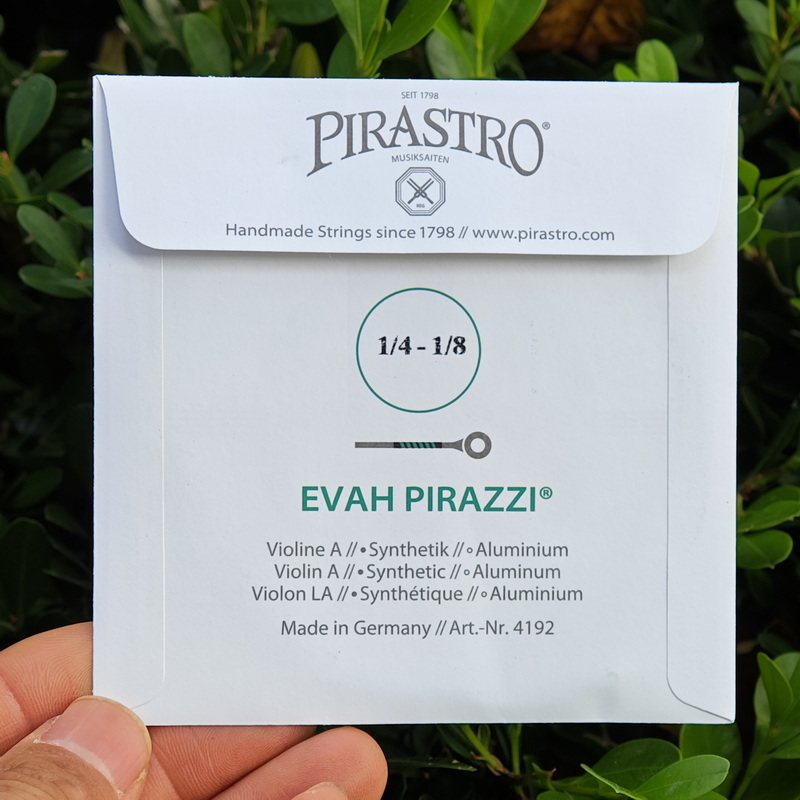 SEIT 1798
PIRASTRO®
MUSIKSAITEN
Handmade Strings since 1798 // www.pirastro.com
1/4 - 1/8
EVAH PIRAZZI®
Violine A // • Synthetik // ∘ Aluminium
Violin A // • Synthetic // ∘ Aluminum
Violon LA // • Synthétique // ∘ Aluminium
Made in Germany // Art.-Nr. 4192